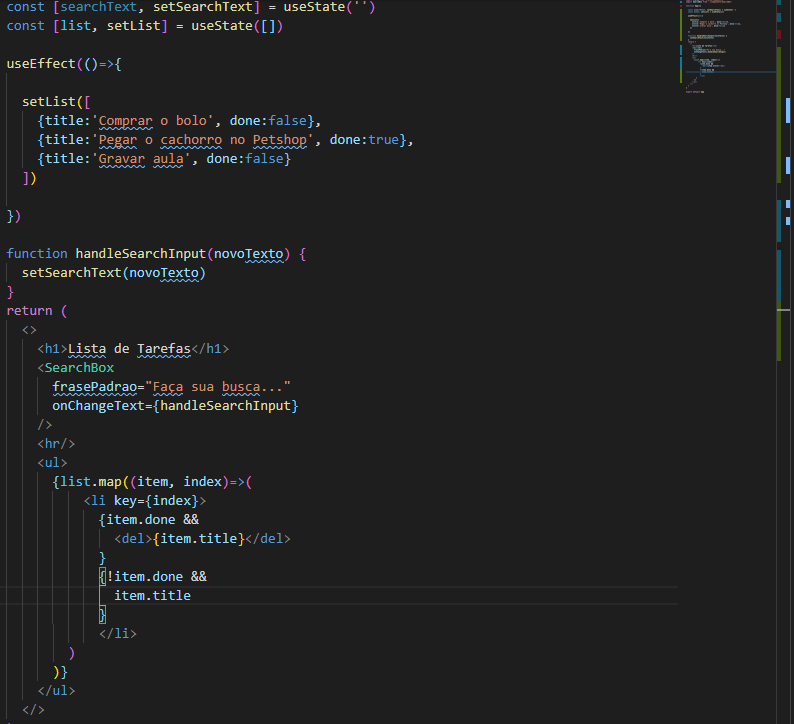 const [searchText, setSearchText] = useState('')
const [list, setList] = useState([])
useEffect(()=>{
setList([
{title:'Comprar o bolo', done:false},
{title:'Pegar o cachorro no Petshop', done:true},
{title:'Gravar aula', done:false}
])
})
function handleSearchInput(novoTexto) {
setSearchText(novoTexto)
}
return (
<>
<h1>Lista de Tarefas</h1>
<SearchBox
frasePadrao="Faça sua busca..."
onChangeText={handleSearchInput}
/>
<hr/>
<ul>
{list.map((item, index)=>(
<li key={index}>
{item.done &&
<del>{item.title}</del>
}
{!item.done &&
item.title
}
</li>
)
)}
</ul>
</>